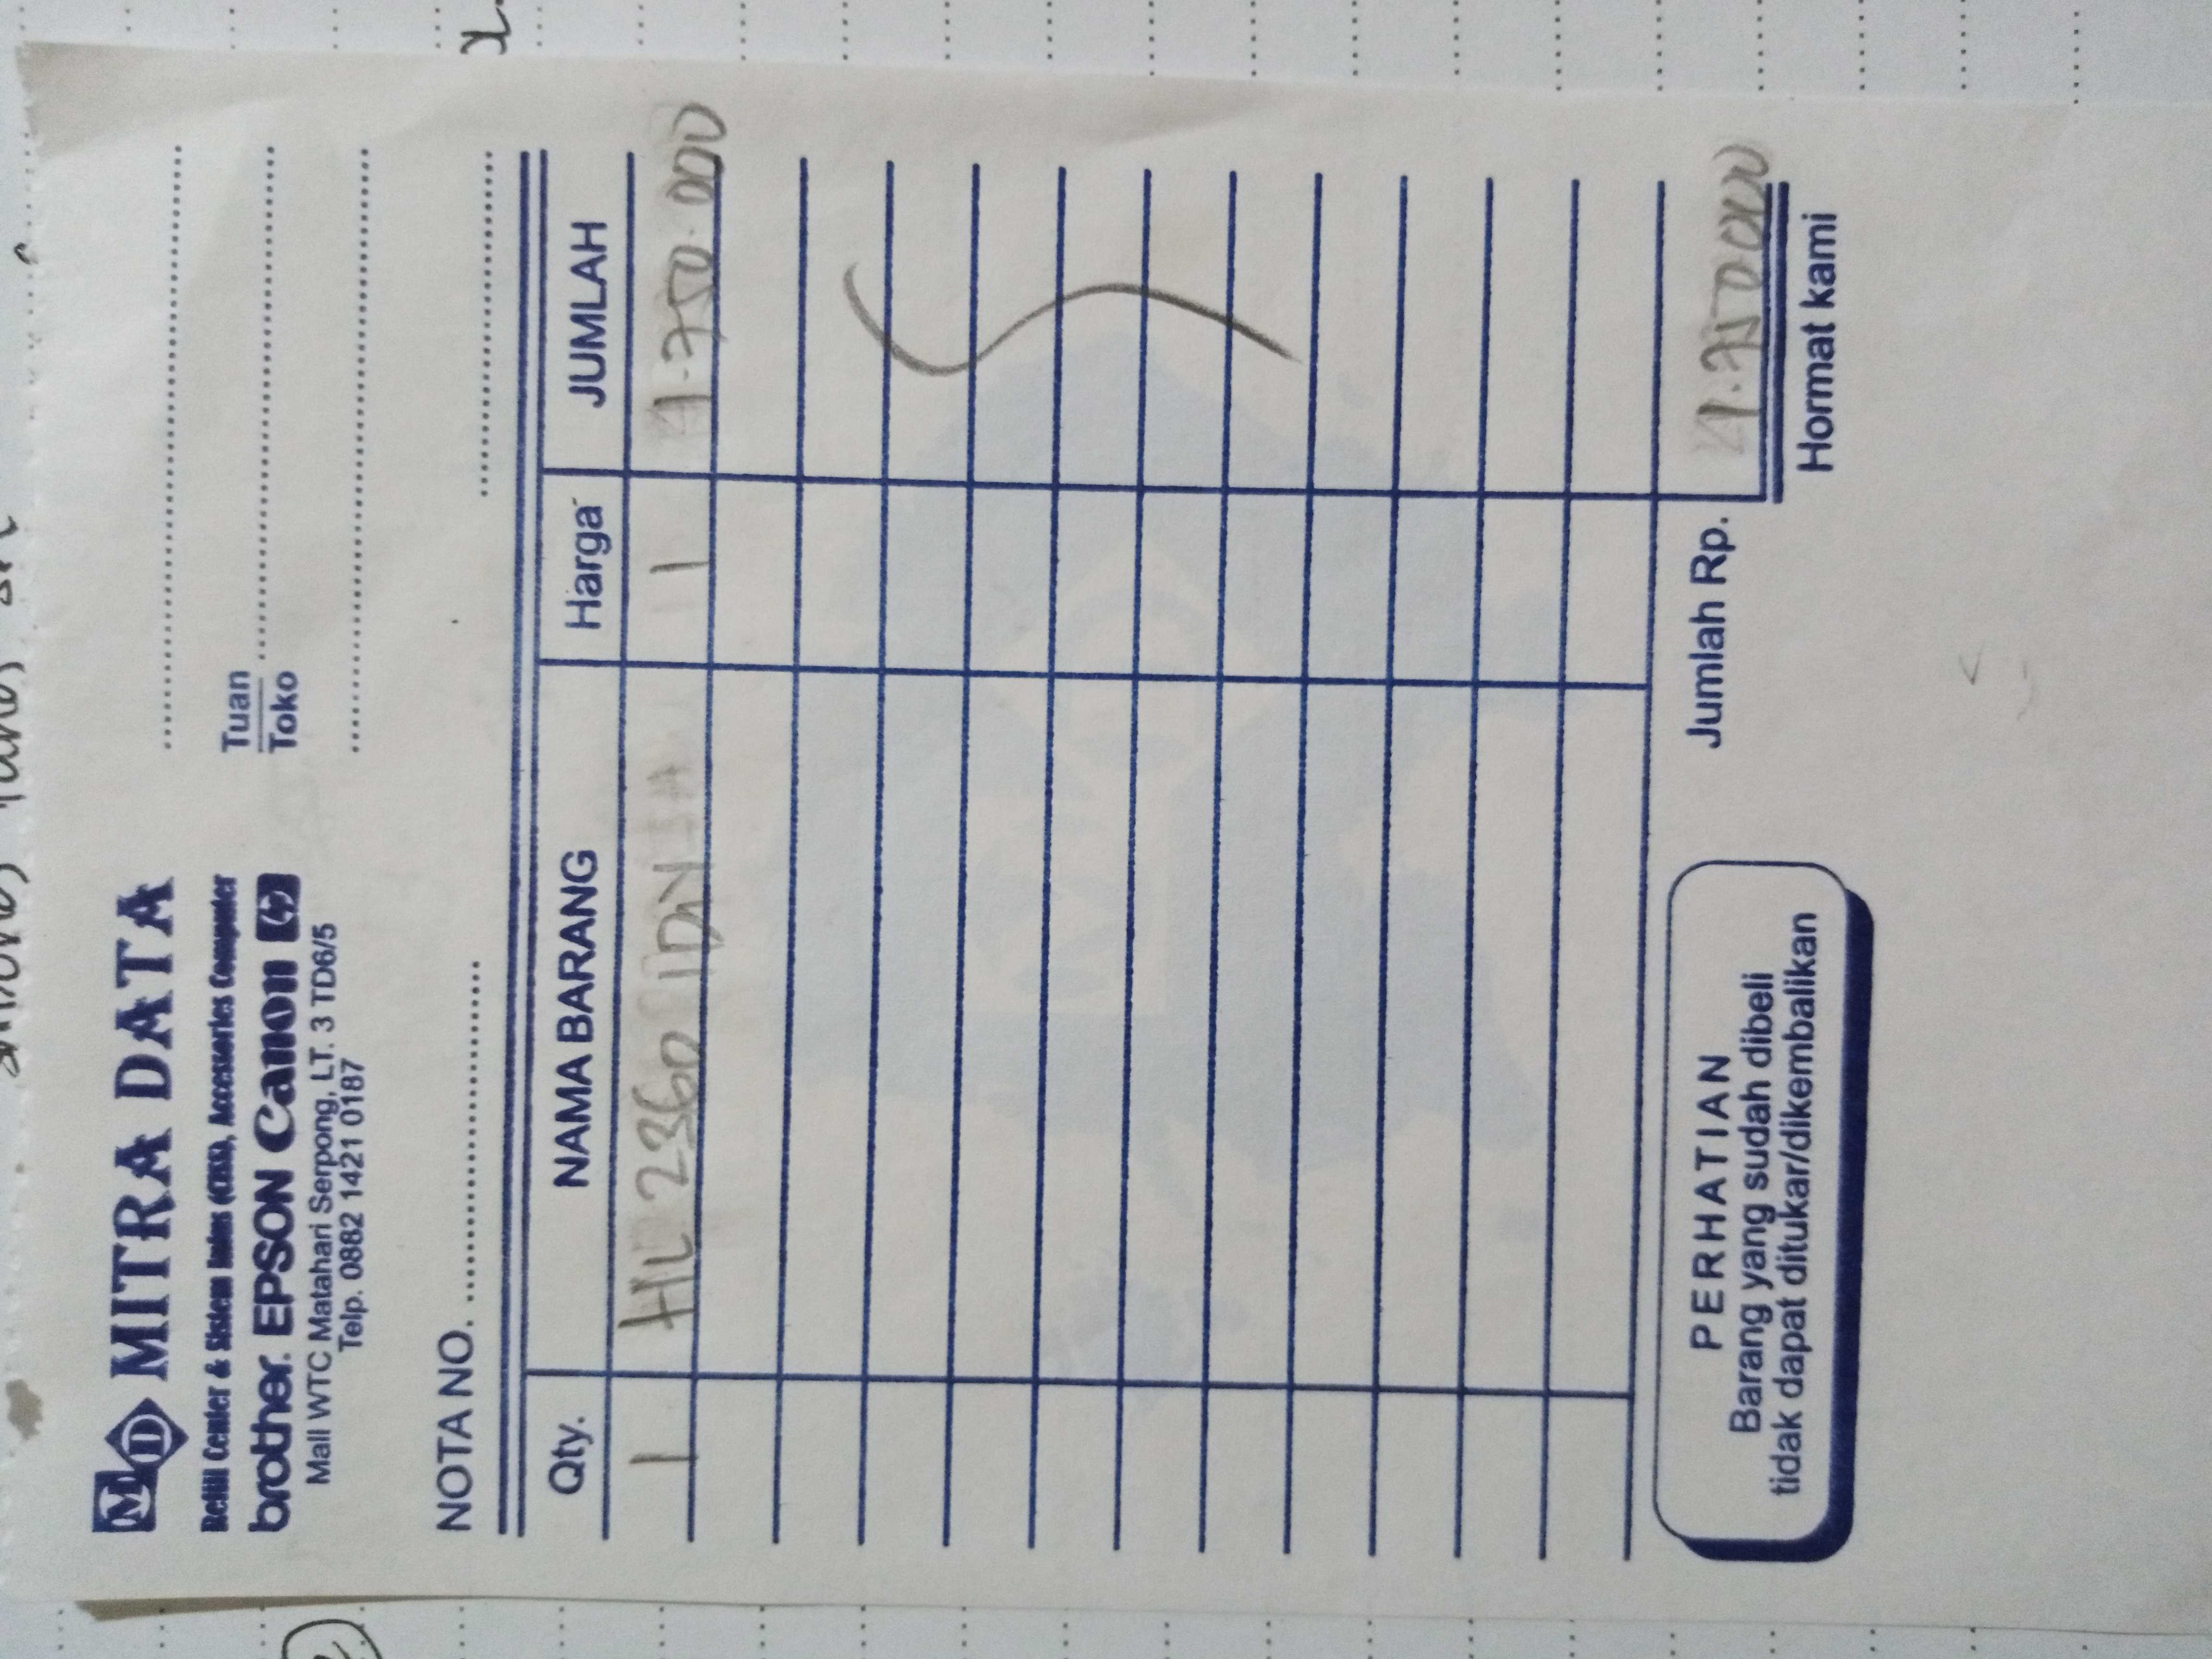 MD MITRA DATA
Refill Center & Sistem Infus (CISS), Accessories Computer
brother. EPSON Canon hp
Mall WTC Matahari Serpong, LT. 3 TD6/5
Telp. 0882 1421 0187
Tuan
Toko
NOTA NO.
Qty. NAMA BARANG Harga JUMLAH
1 HL 2360 1.750.000
Jumlah Rp. 1.750.000
PERHATIAN
Barang yang sudah dibeli
tidak dapat ditukar/dikembalikan
Hormat kami